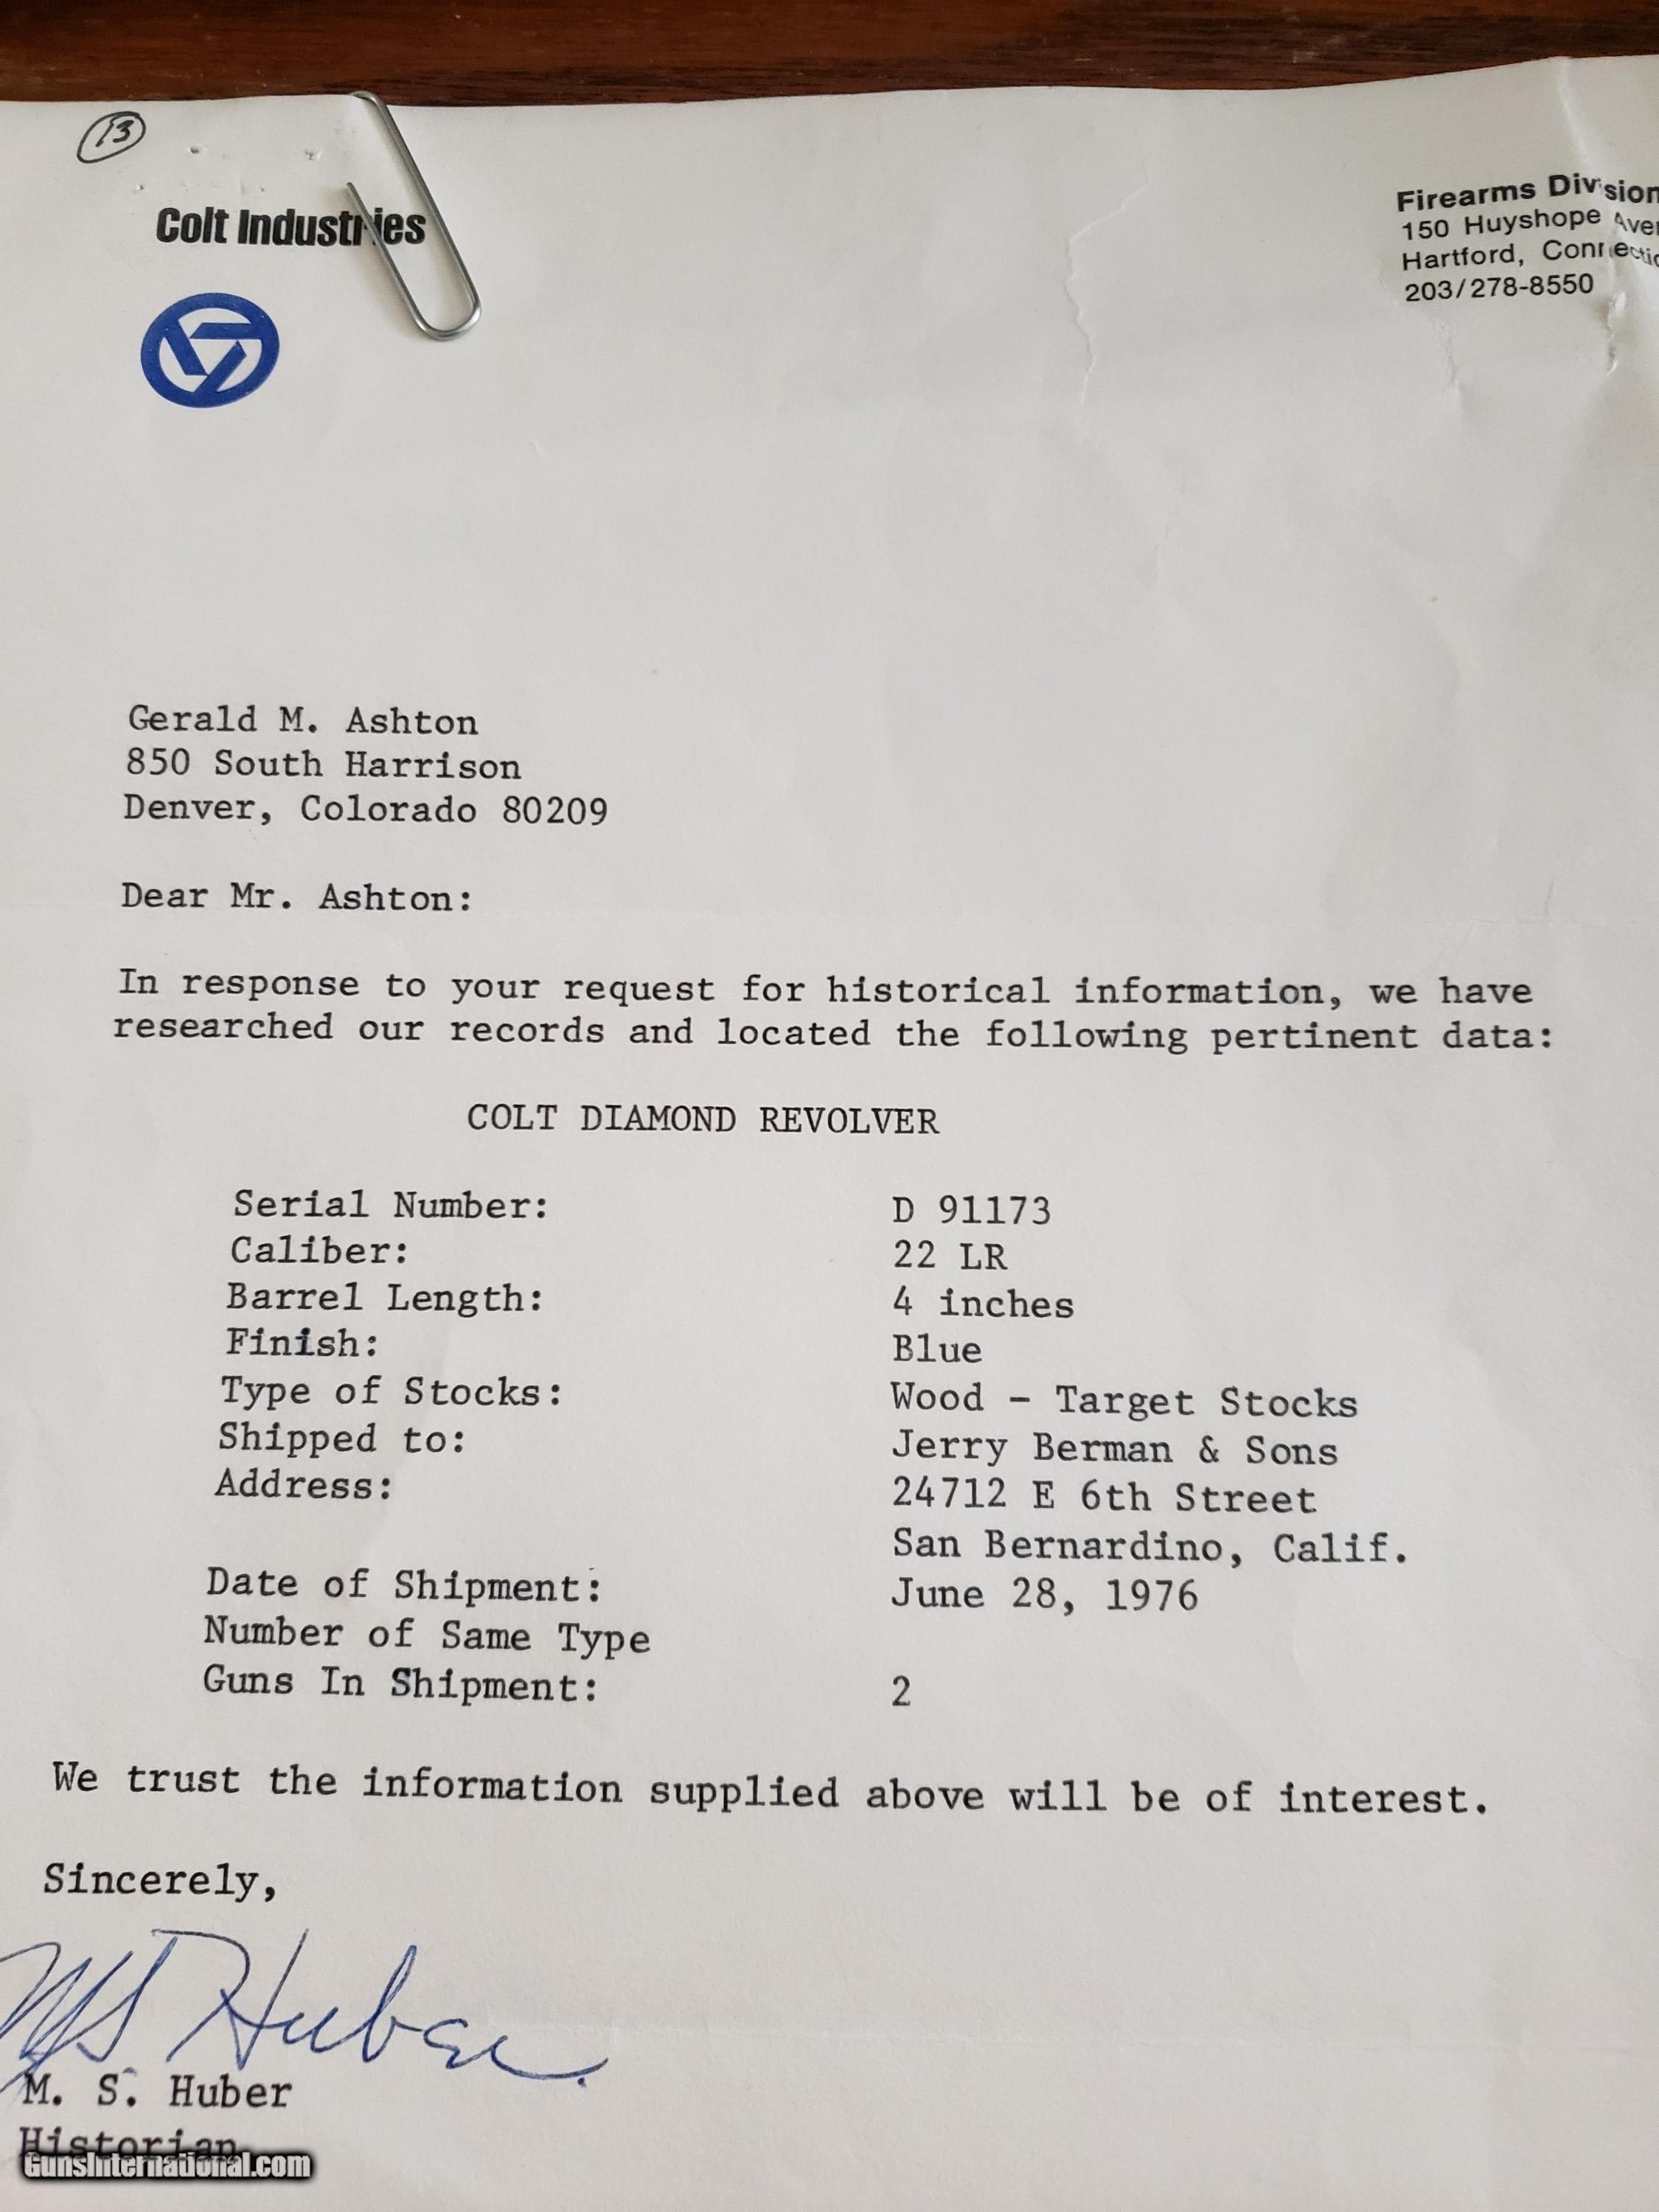 13
Colt Industries
Firearms Division
150 Huyshope Aven
Hartford, Connectic
203/278-8550
Gerald M. Ashton
850 South Harrison
Denver, Colorado 80209
Dear Mr. Ashton:
In response to your request for historical information, we have
researched our records and located the following pertinent data:
COLT DIAMOND REVOLVER
Serial Number: D 91173
Caliber: 22 LR
Barrel Length: 4 inches
Finish: Blue
Type of Stocks: Wood - Target Stocks
Shipped to: Jerry Berman & Sons
Address: 24712 E 6th Street
San Bernardino, Calif.
Date of Shipment: June 28, 1976
Number of Same Type
Guns In Shipment: 2
We trust the information supplied above will be of interest.
Sincerely,
MS Huber
M. S. Huber
Historian
GunsInternational.com